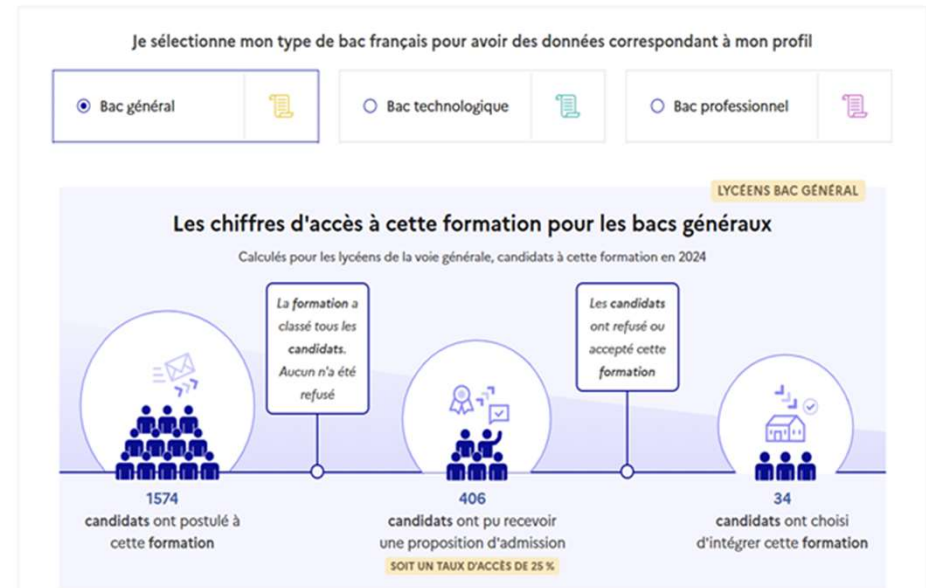 Je sélectionne mon type de bac français pour avoir des données correspondant à mon profil
Bac général
Bac technologique
Bac professionnel
LYCÉENS BAC GÉNÉRAL
Les chiffres d'accès à cette formation pour les bacs généraux
Calculés pour les lycéens de la voie générale, candidats à cette formation en 2024
La formation a
classé tous les
candidats.
Aucun n'a été
refusé
Les candidats
ont refusé ou
accepté cette
formation
1574
candidats ont postulé à
cette formation
406
candidats ont pu recevoir
une proposition d'admission
SOIT UN TAUX D'ACCÈS DE 25 %
34
candidats ont choisi
d'intégrer cette formation